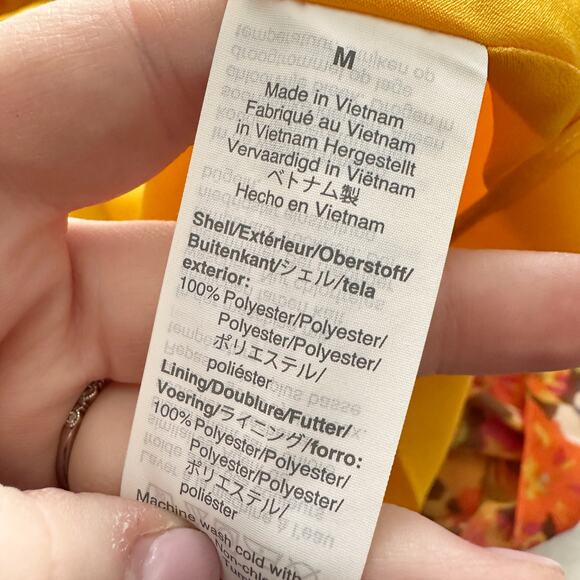 M
Made in Vietnam
Fabriqué au Vietnam
in Vietnam Hergestellt
Vervaardigd in Viëtnam
ベトナム製
Hecho en Vietnam
Shell/Extérieur/Oberstoff/
Buitenkant/シェル/tela
exterior:
100% Polyester/Polyester/
Polyester/Polyester/
ポリエステル/
poliéster
Lining/Doublure/Futter/
Voering/ライニング/forro:
100% Polyester/Polyester/
Polyester/Polyester/
ポリエステル/
poliéster
Machine wash cold with